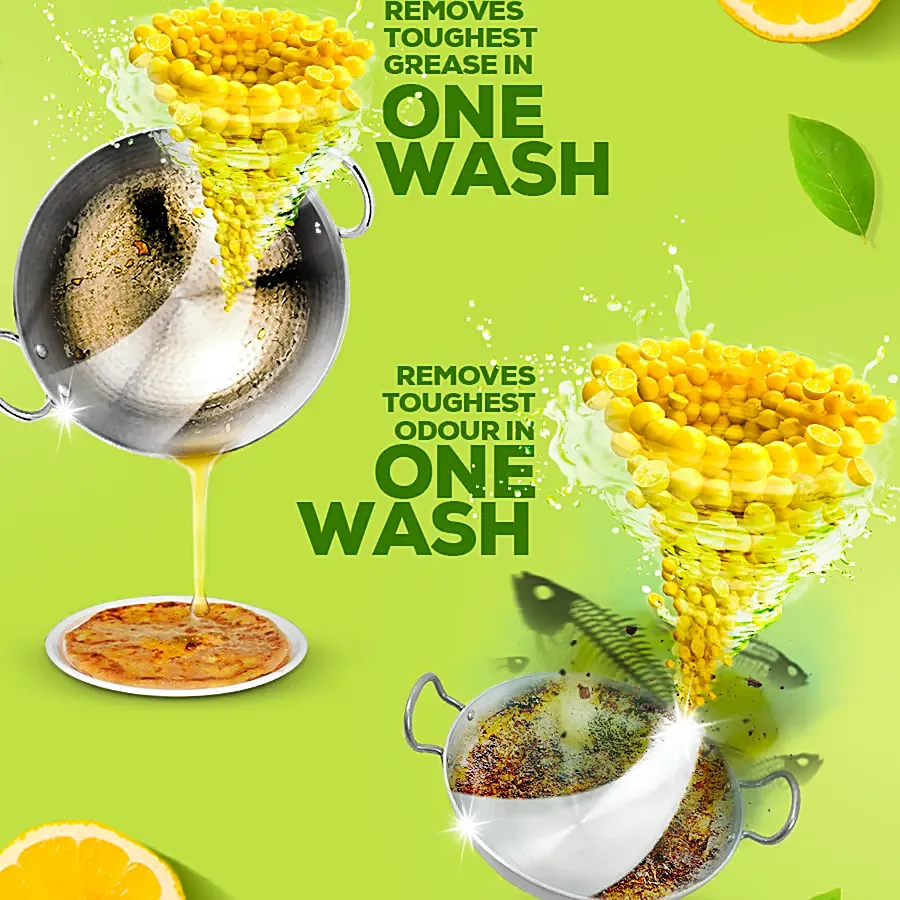 REMOVES
TOUGHEST
GREASE IN
ONE
WASH
REMOVES
TOUGHEST
ODOUR IN
ONE
WASH